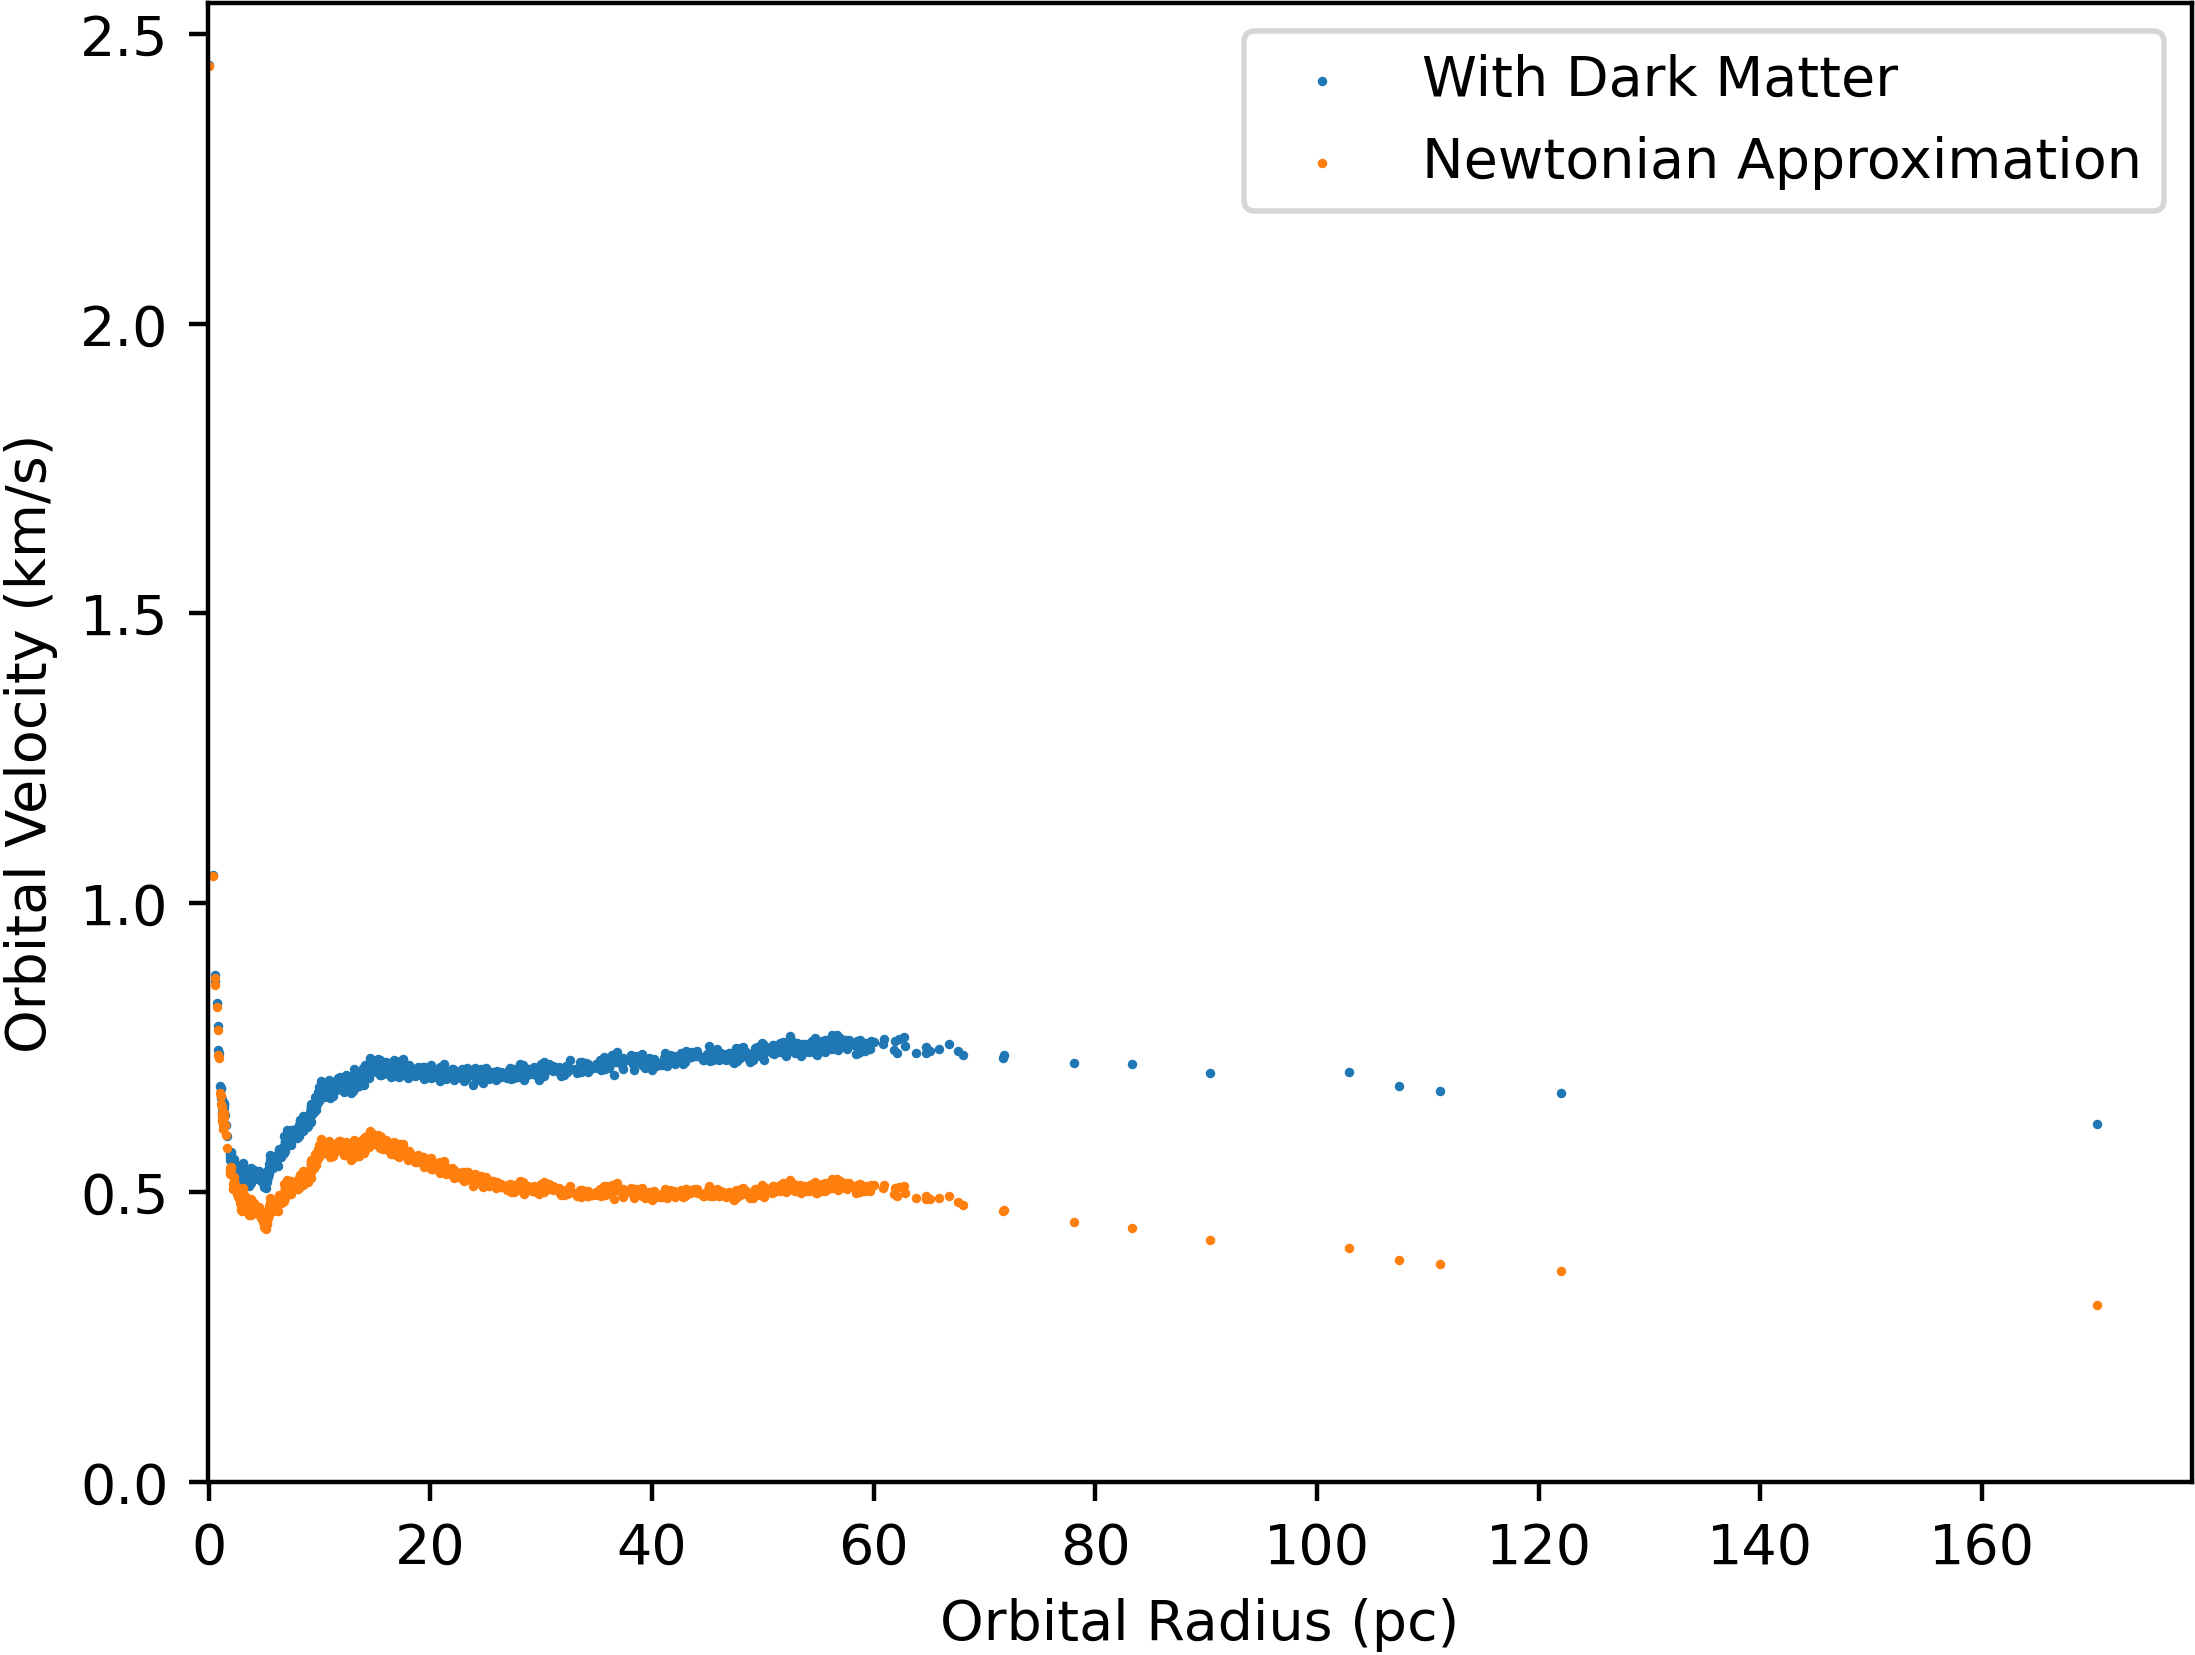 With Dark Matter
Newtonian Approximation
Orbital Velocity (km/s)
2.5
2.0
1.5
1.0
0.5
0.0
0 20 40 60 80 100 120 140 160
Orbital Radius (pc)